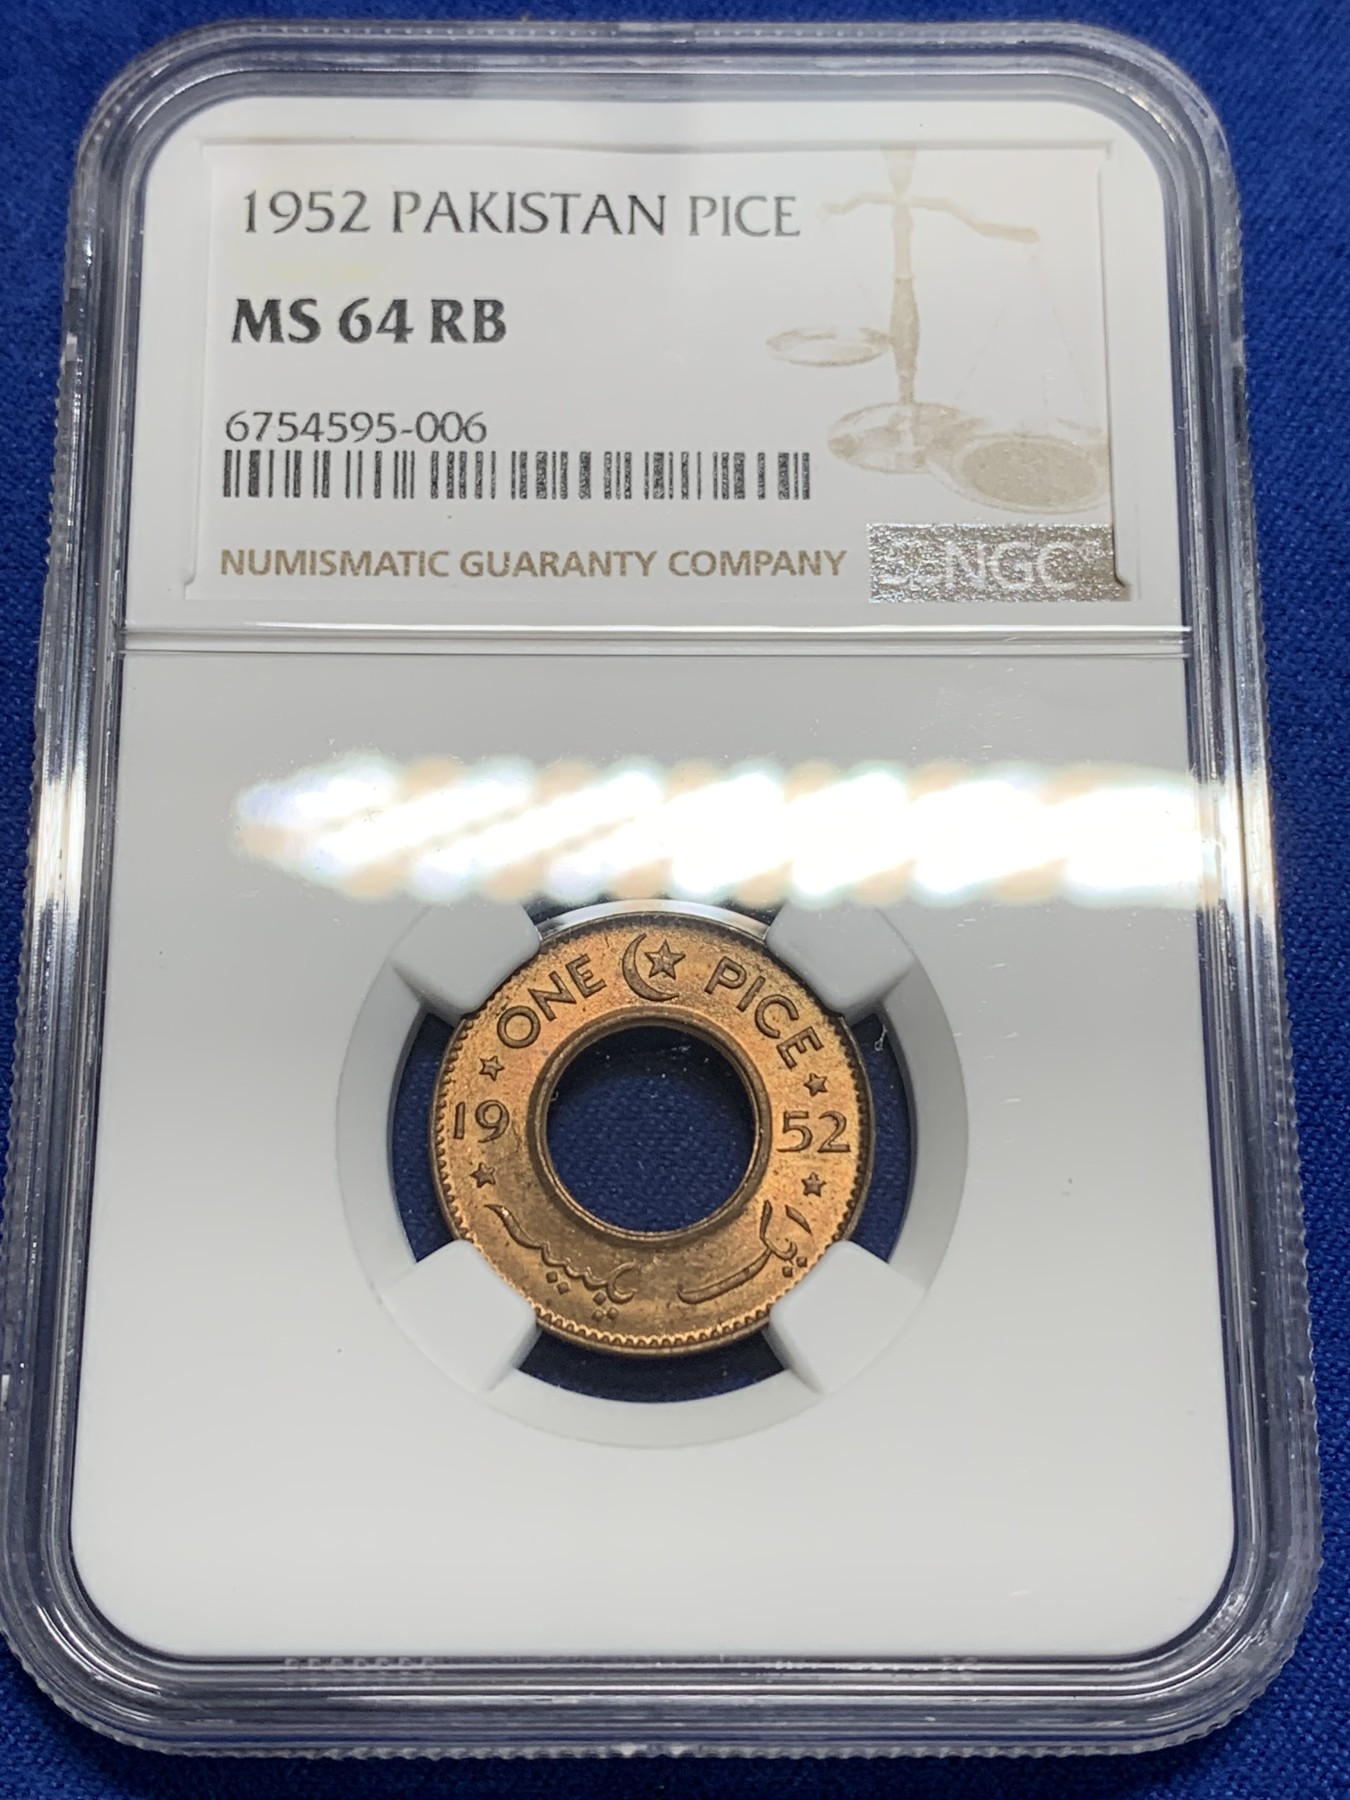 1952 PAKISTAN PICE
MS 64 RB
6754595-006
NUMISMATIC GUARANTY COMPANY
NGC
ONE PICE
19 52
ایک پیسہ